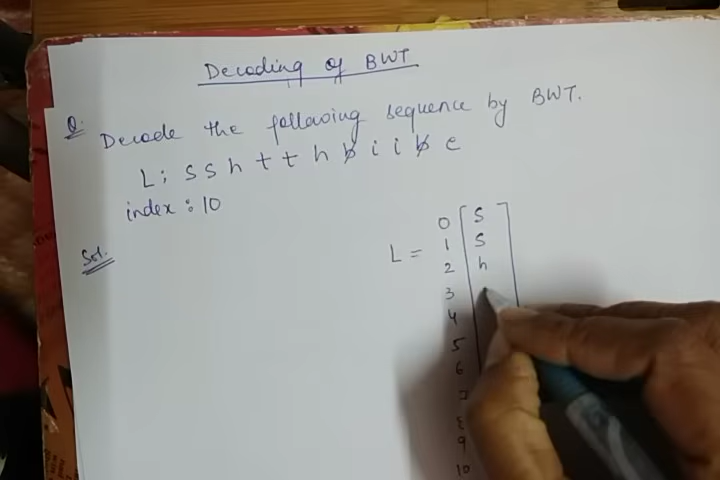 Decoding of BWT
Q. Decode the following sequence by BWT.
L: s s h t t h b̸ i i b̸ e
index : 10
Sol.
L =
0 s
1 s
2 h
3
4
5
6
7
8
9
10